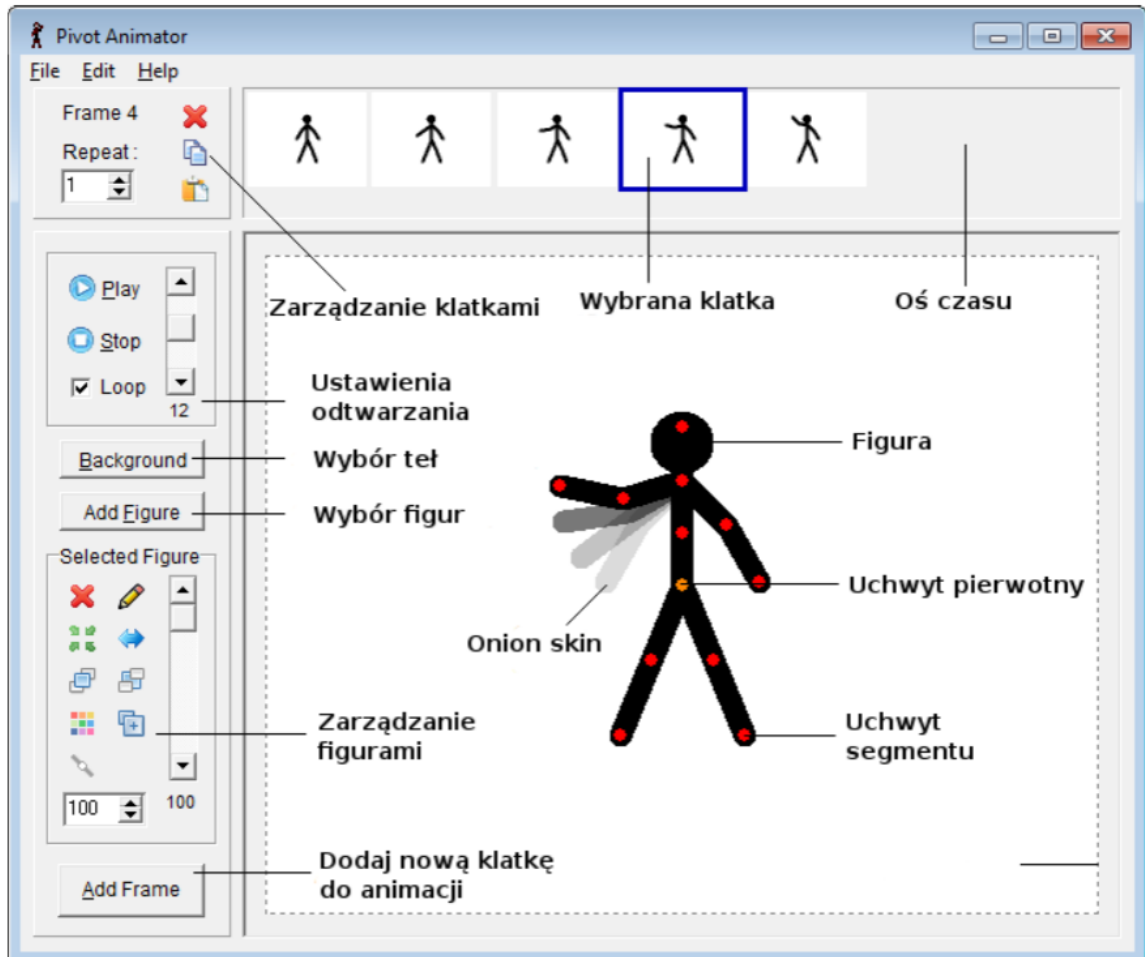 Pivot Animator
File Edit Help
Frame 4
Repeat :
1
Zarządzanie klatkami
Wybrana klatka
Oś czasu
Play
Stop
Loop
12
Ustawienia
odtwarzania
Background
Wybór teł
Add Figure
Wybór figur
Figura
Selected Figure
Uchwyt pierwotny
Onion skin
Zarządzanie
figurami
Uchwyt
segmentu
100
100
Add Frame
Dodaj nową klatkę
do animacji